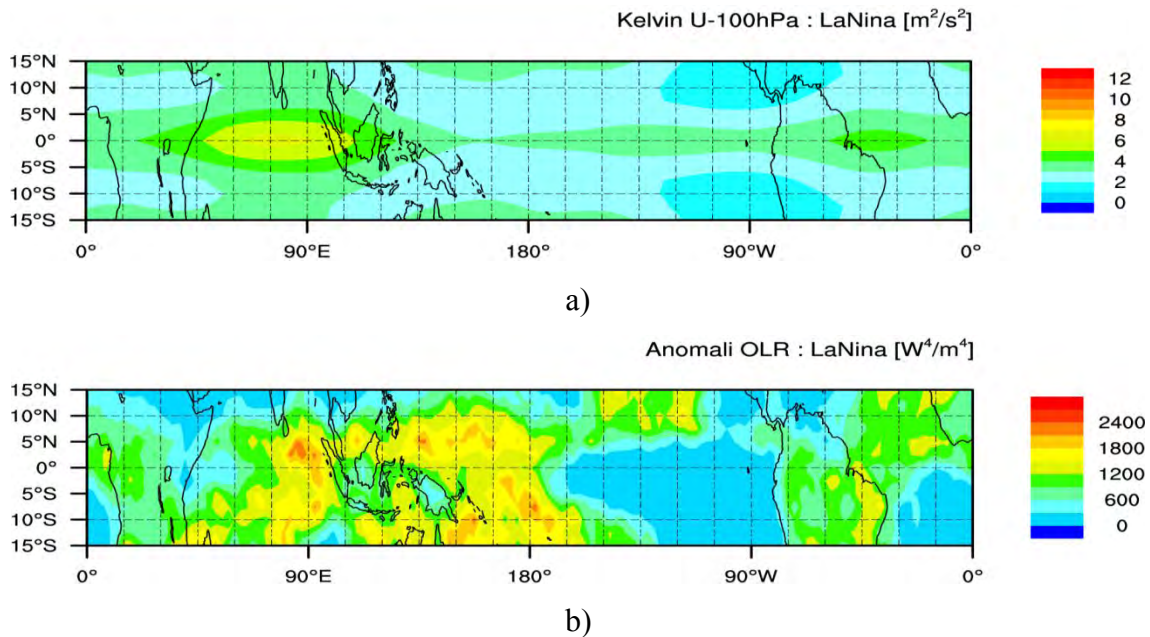 Kelvin U-100hPa : LaNina [m²/s²]
15°N
10°N
5°N
0°
5°S
10°S
15°S
0° 90°E 180° 90°W 0°
12
10
8
6
4
2
0
a)
Anomali OLR : LaNina [W⁴/m⁴]
15°N
10°N
5°N
0°
5°S
10°S
15°S
0° 90°E 180° 90°W 0°
2400
1800
1200
600
0
b)